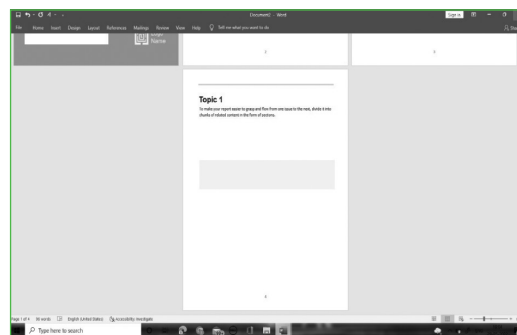 Document2 - Word
Sign in
File Home Insert Design Layout References Mailings Review View Help Tell me what you want to do
Name
Topic 1
To make your report easier to grasp and flow from one issue to the next, divide it into
chunks of related content in the form of sections.
Page 1 of 4 90 words English (United States) Accessibility: Investigate
Type here to search